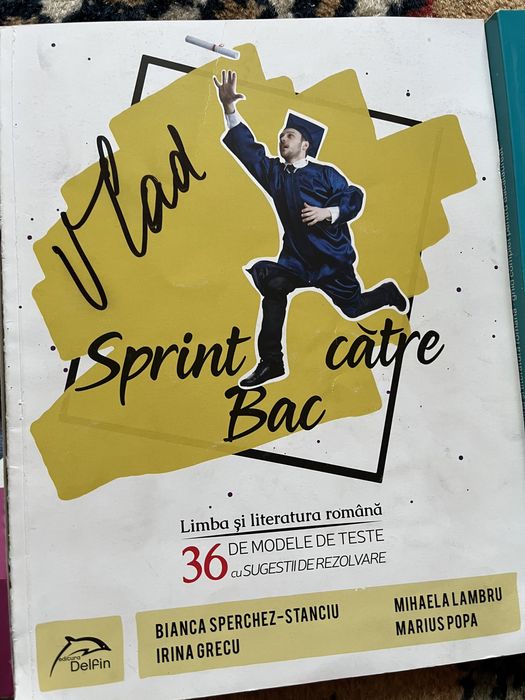 Vlad
Sprint către
Bac
Limba și literatura română
36 DE MODELE DE TESTE
cu SUGESTII DE REZOLVARE
BIANCA SPERCHEZ-STANCIU
IRINA GRECU
MIHAELA LAMBRU
MARIUS POPA
editura
Delfin